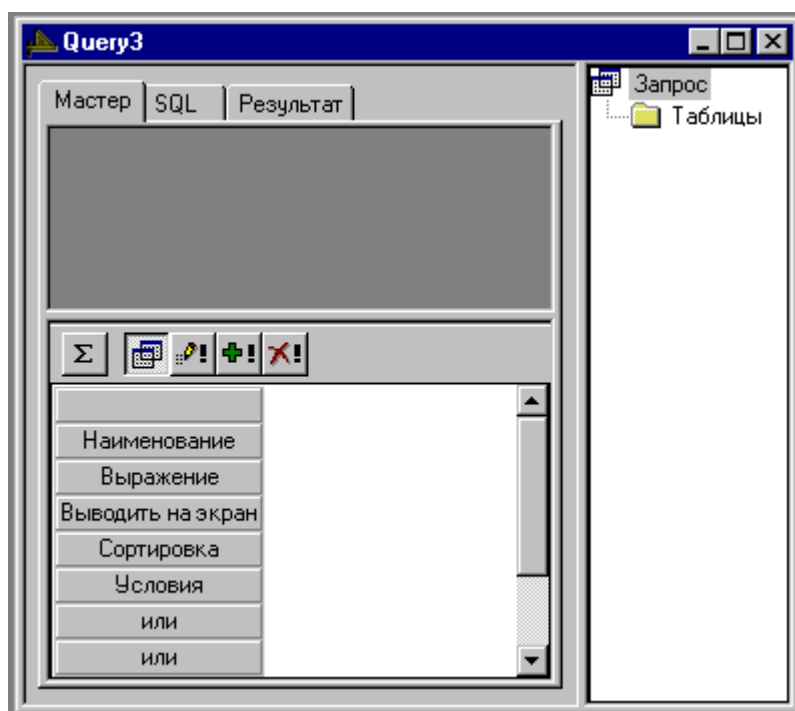 Query3
Мастер
SQL
Результат
Σ
Наименование
Выражение
Выводить на экран
Сортировка
Условия
или
или
Запрос
Таблицы